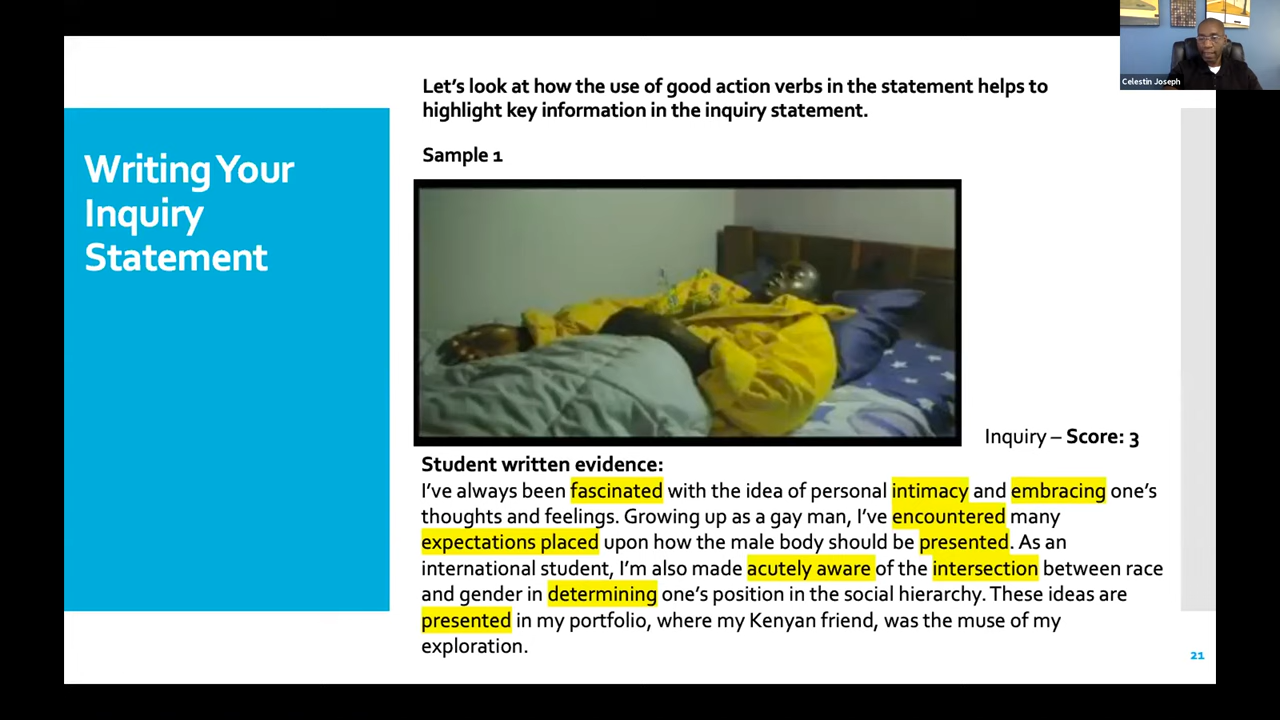 Celestin Joseph
Let's look at how the use of good action verbs in the statement helps to
highlight key information in the inquiry statement.
Writing Your
Inquiry
Statement
Sample 1
Inquiry – Score: 3
Student written evidence:
I've always been fascinated with the idea of personal intimacy and embracing one's
thoughts and feelings. Growing up as a gay man, I've encountered many
expectations placed upon how the male body should be presented. As an
international student, I'm also made acutely aware of the intersection between race
and gender in determining one's position in the social hierarchy. These ideas are
presented in my portfolio, where my Kenyan friend, was the muse of my
exploration.
21